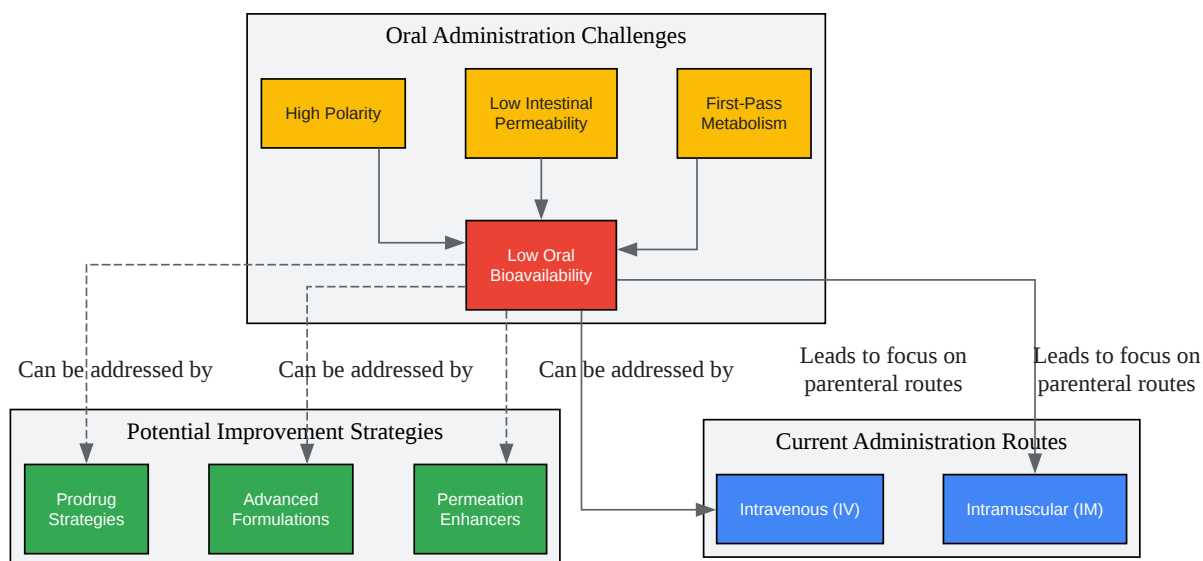 Oral Administration Challenges
High Polarity
Low Intestinal
Permeability
First-Pass
Metabolism
Low Oral
Bioavailability
Can be addressed by
Can be addressed by
Can be addressed by
Leads to focus on
parenteral routes
Leads to focus on
parenteral routes
Potential Improvement Strategies
Prodrug
Strategies
Advanced
Formulations
Permeation
Enhancers
Current Administration Routes
Intravenous (IV)
Intramuscular (IM)